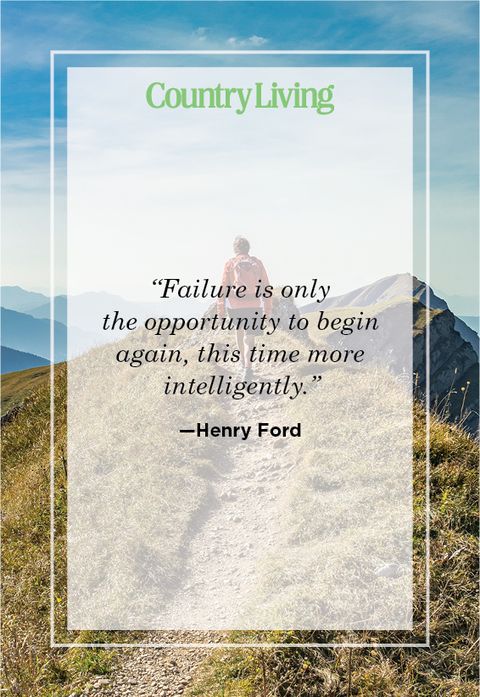 Country Living
“Failure is only
the opportunity to begin
again, this time more
intelligently.”
—Henry Ford